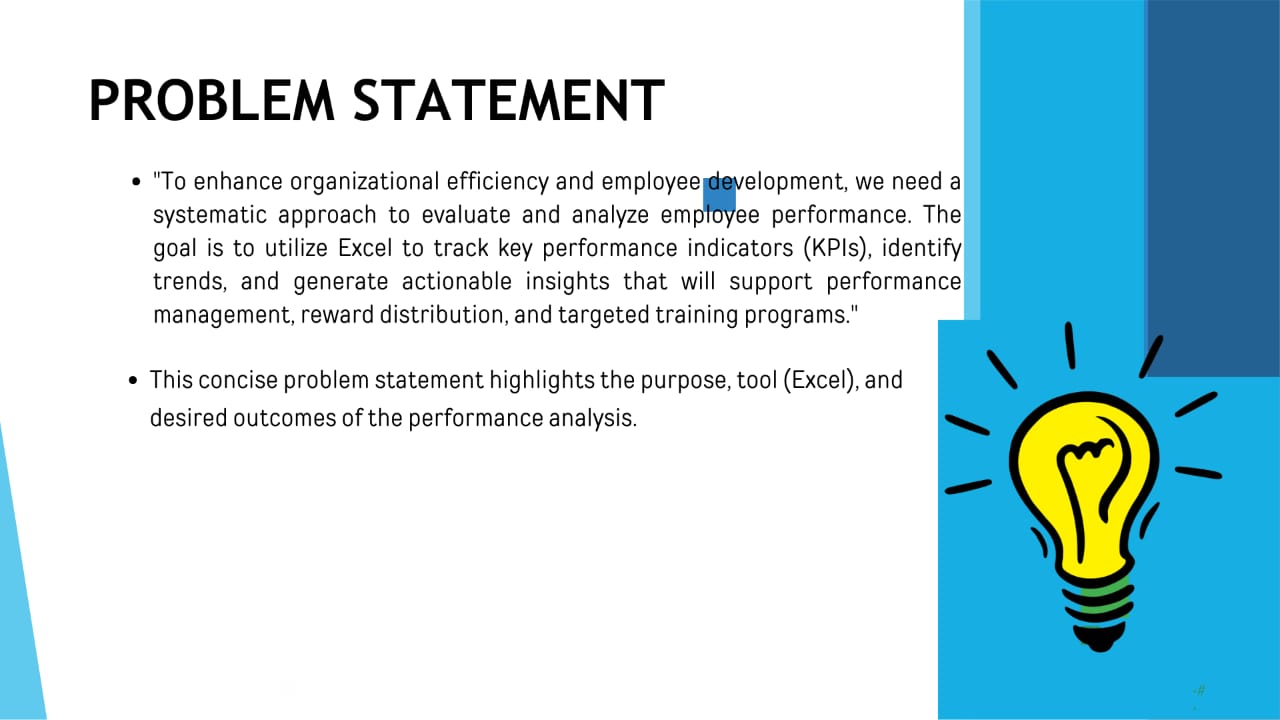 PROBLEM STATEMENT
• "To enhance organizational efficiency and employee development, we need a
systematic approach to evaluate and analyze employee performance. The
goal is to utilize Excel to track key performance indicators (KPIs), identify
trends, and generate actionable insights that will support performance
management, reward distribution, and targeted training programs."
• This concise problem statement highlights the purpose, tool (Excel), and
desired outcomes of the performance analysis.